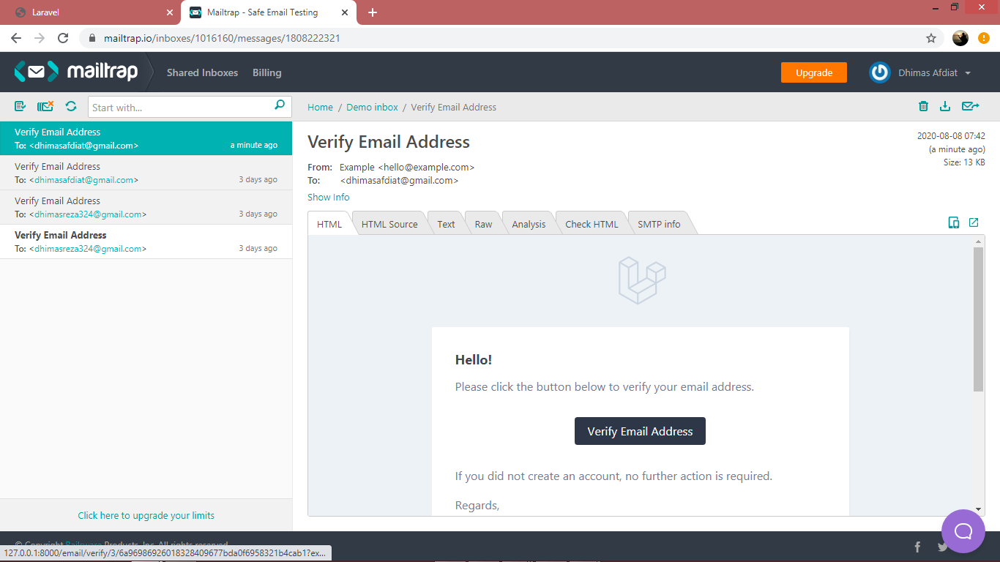 Laravel
Mailtrap - Safe Email Testing
mailtrap.io/inboxes/1016160/messages/1808222321
mailtrap
Shared Inboxes
Billing
Upgrade
Dhimas Afdiat
Start with...
Home / Demo inbox / Verify Email Address
Verify Email Address
To: <dhimasafdiat@gmail.com>
a minute ago
Verify Email Address
To: <dhimasafdiat@gmail.com>
3 days ago
Verify Email Address
To: <dhimasreza324@gmail.com>
3 days ago
Verify Email Address
To: <dhimasreza324@gmail.com>
3 days ago
Click here to upgrade your limits
Verify Email Address
2020-08-08 07:42
(a minute ago)
Size: 13 KB
From: Example <hello@example.com>
To: <dhimasafdiat@gmail.com>
Show Info
HTML
HTML Source
Text
Raw
Analysis
Check HTML
SMTP info
Hello!
Please click the button below to verify your email address.
Verify Email Address
If you did not create an account, no further action is required.
Regards,
© Copyright Railsware Products, Inc. All rights reserved.
127.0.0.1:8000/email/verify/3/6a96986926018328409677bda0f6958321b4cab1?ex...